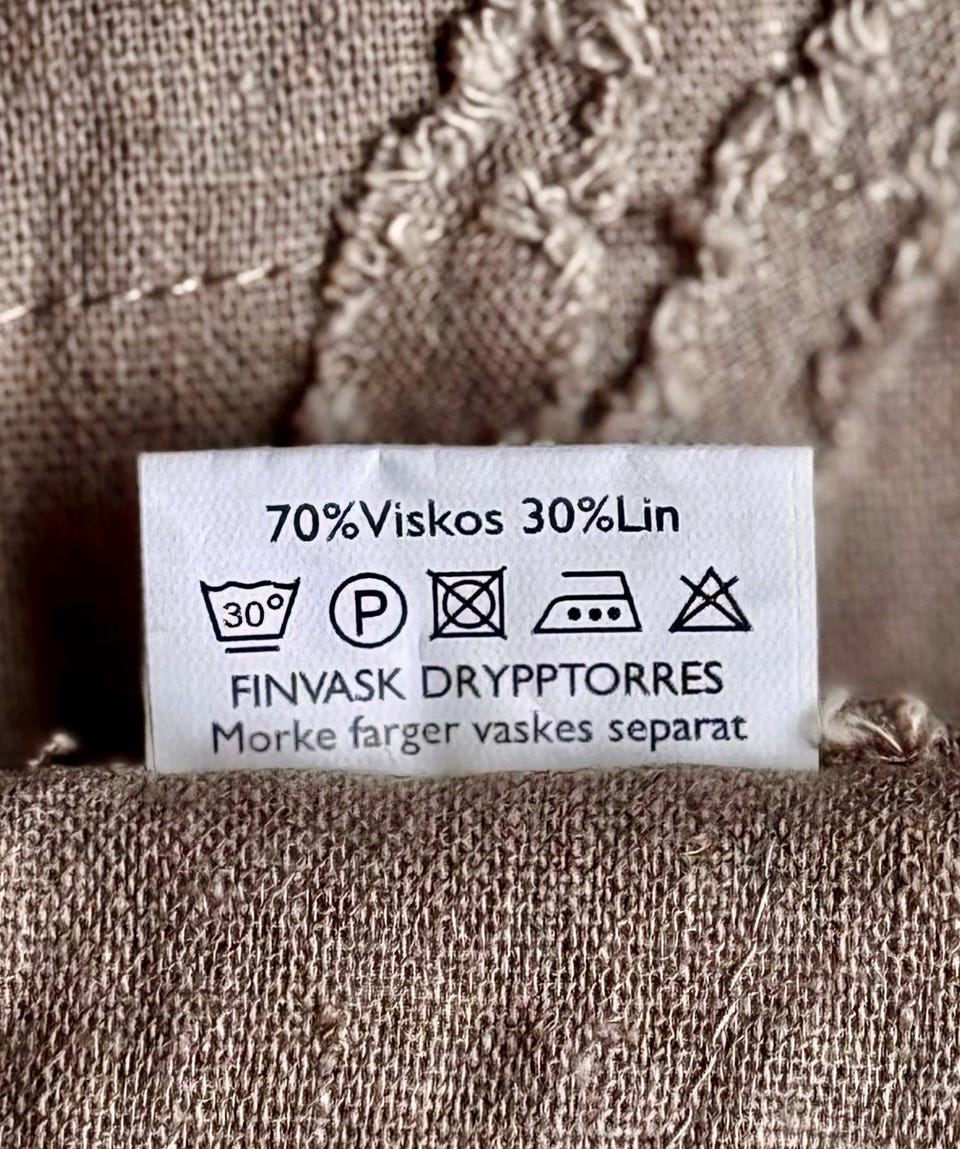 70%Viskos 30%Lin
30° P
FINVASK DRYPPTORRES
Morke farger vaskes separat